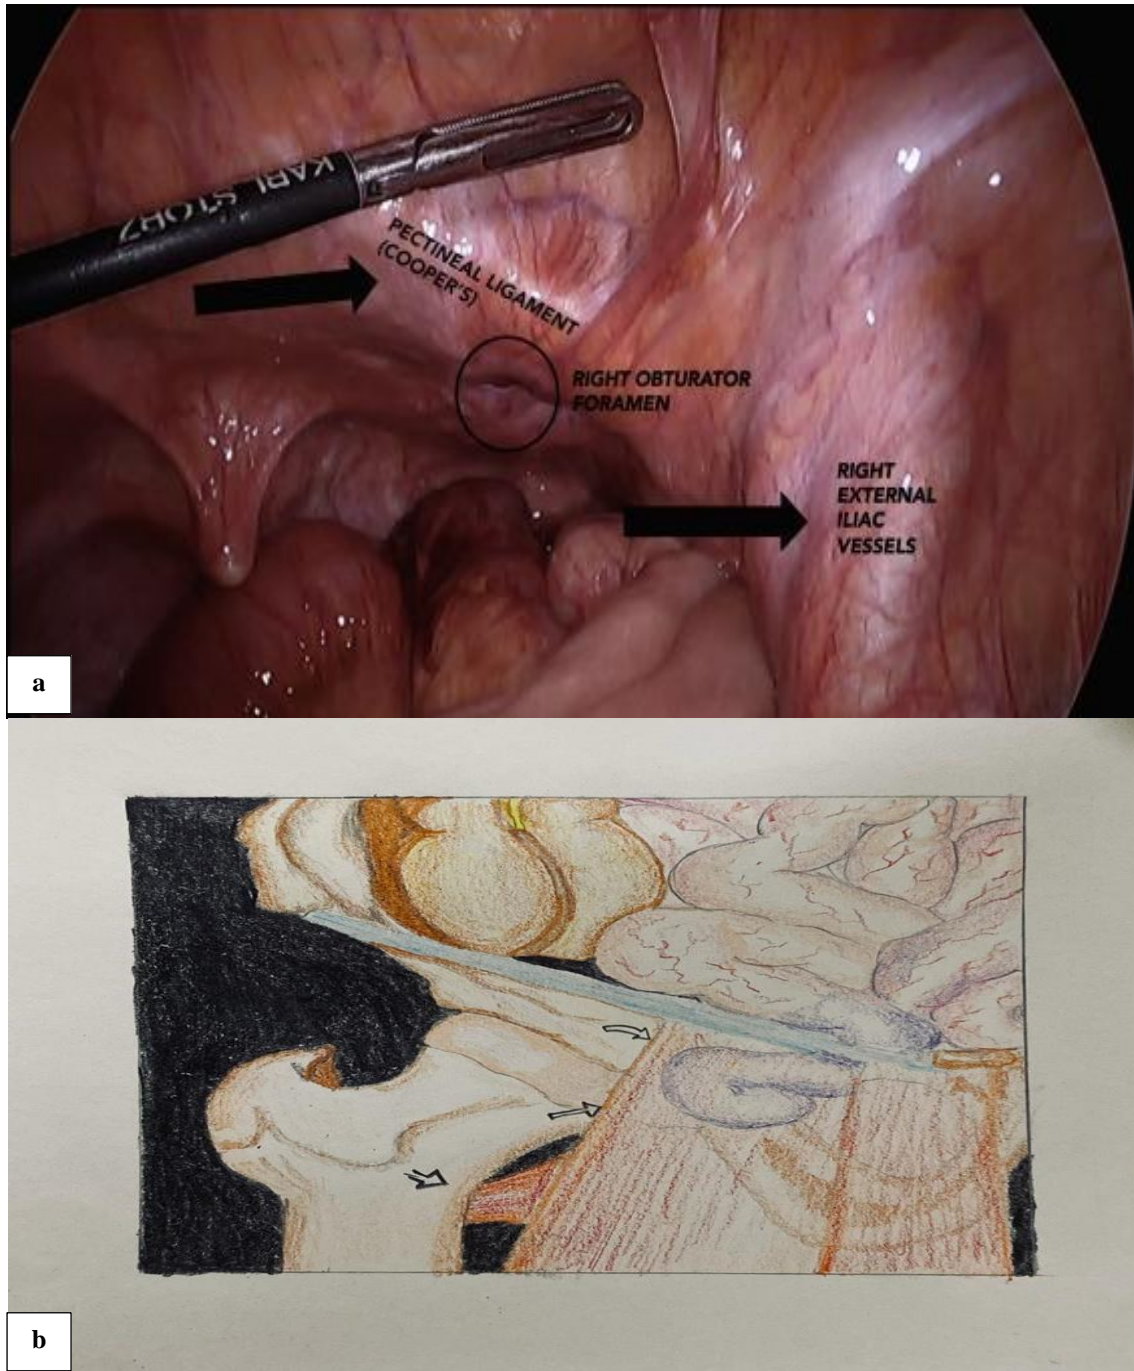 KARL STORZ
PECTINEAL LIGAMENT
(COOPER'S)
RIGHT OBTURATOR
FORAMEN
RIGHT
EXTERNAL
ILIAC
VESSELS
a
b